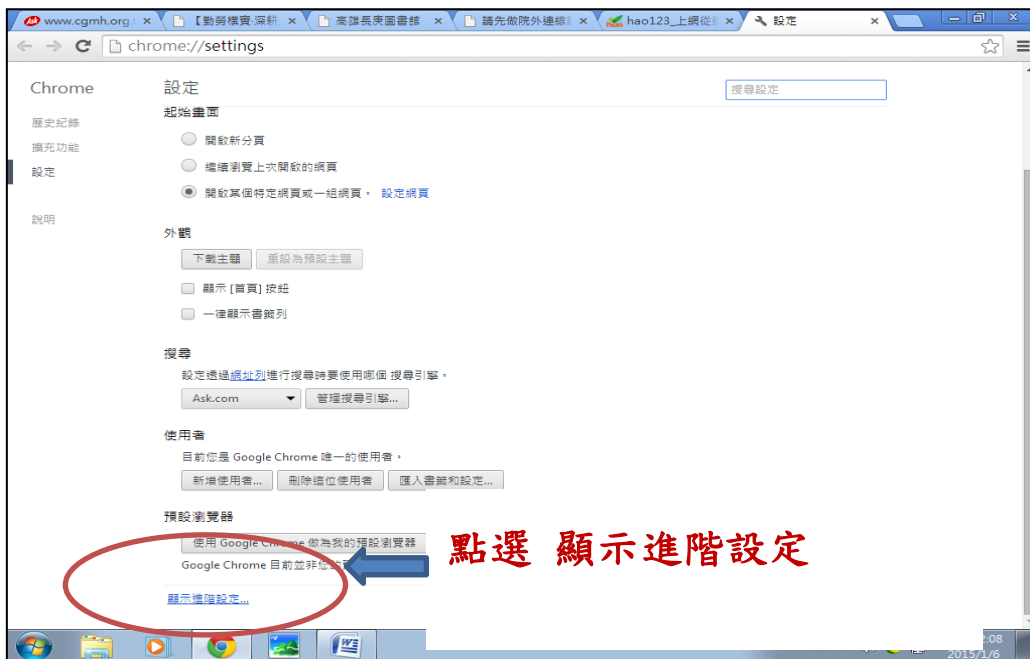 www.cgmh.org.
【勤勞樸實‧深耕
高雄長庚圖書館
請先做院外連線
hao123_上網從
設定
chrome://settings
Chrome
設定
搜尋設定
歷史紀錄
擴充功能
設定
說明
起始畫面
開啟新分頁
繼續瀏覽上次開啟的網頁
開啟某個特定網頁或一組網頁。 設定網頁
外觀
下載主題 重設為預設主題
顯示 [首頁] 按鈕
一律顯示書籤列
搜尋
設定透過網址列進行搜尋時要使用哪個 搜尋引擎。
Ask.com 管理搜尋引擎...
使用者
目前您是 Google Chrome 唯一的使用者。
新增使用者... 刪除這位使用者 匯入書籤和設定...
預設瀏覽器
使用 Google Chrome 做為我的預設瀏覽器
Google Chrome 目前並非您的
點選 顯示進階設定
顯示進階設定...
:08
2015/1/6